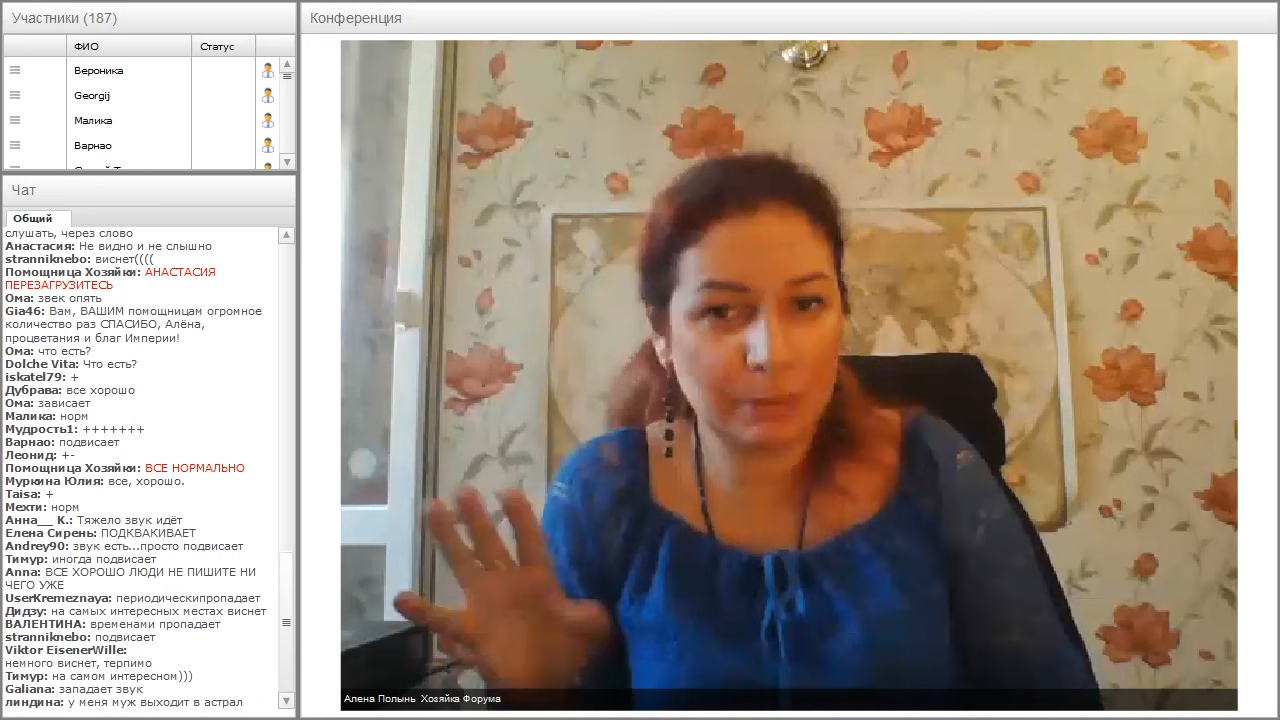 Участники (187)
ФИО
Статус
Вероника
Georgij
Малика
Варнао
Чат
Общий
слушать, через слово
Анастасия: Не видно и не слышно
stranniknebo: виснет((((
Помощница Хозяйки: АНАСТАСИЯ
ПЕРЕЗАГРУЗИТЕСЬ
Ома: трек опять
Gis46: Вам, ВАШИМ помощницам огромное
количество раз СПАСИБО, Алёна,
процветания и благ Империи!
Ома: что есть?
Dolche Vita: Что есть?
iskatel79: +
Дубрава: все хорошо
Ома: зависает
Малика: норм
Мудрость1: +++++++
Варнао: подвисает
Леонид: +-
Помощница Хозяйки: ВСЕ НОРМАЛЬНО
Муркина Юлия: все, хорошо.
Taisa: +
Мехти: норм
Анна__ К.: Тяжело звук идёт
Елена Сирень: ПОДКВАКИВАЕТ
Andrey90: звук есть...просто подвисает
Тимур: иногда подвисает
Anna: ВСЕ ХОРОШО ЛЮДИ НЕ ПИШИТЕ НИ
ЧЕГО УЖЕ
UserKremeznaya: периодическипропадает
Дидзу: на самых интересных местах виснет
ВАЛЕНТИНА: временами пропадает
stranniknebo: подвисает
Viktor EisenerWille:
немного виснет, терпимо
Тимур: на самом интересном)))
Galiana: западает звук
линдина: у меня муж выходит в астрал
Конференция
Алена Полынь Хозяйка Форума